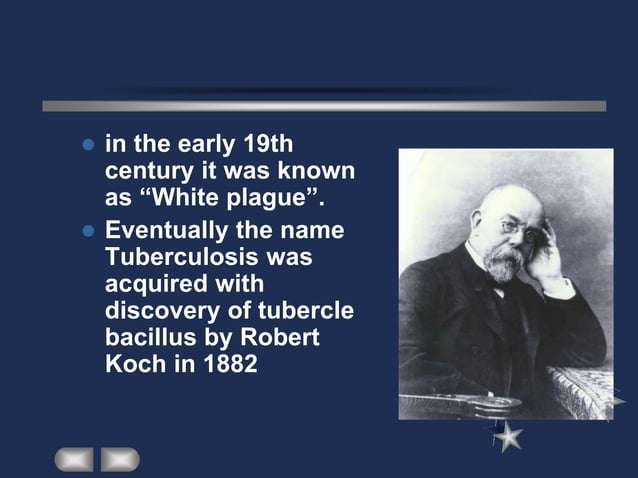 in the early 19th
century it was known
as “White plague”.
Eventually the name
Tuberculosis was
acquired with
discovery of tubercle
bacillus by Robert
Koch in 1882